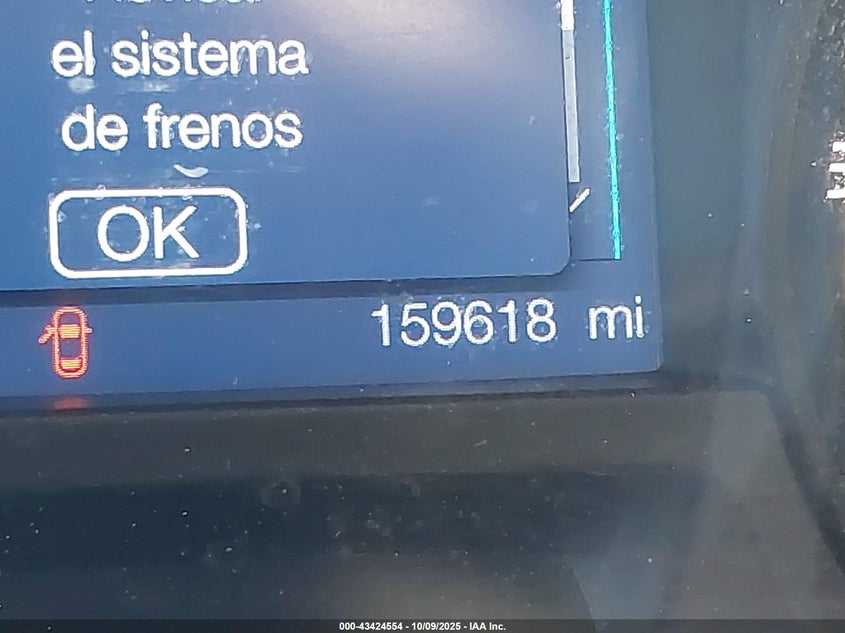 el sistema
de frenos
OK
159618 mi
000-43424554 - 10/09/2025 - IAA Inc.